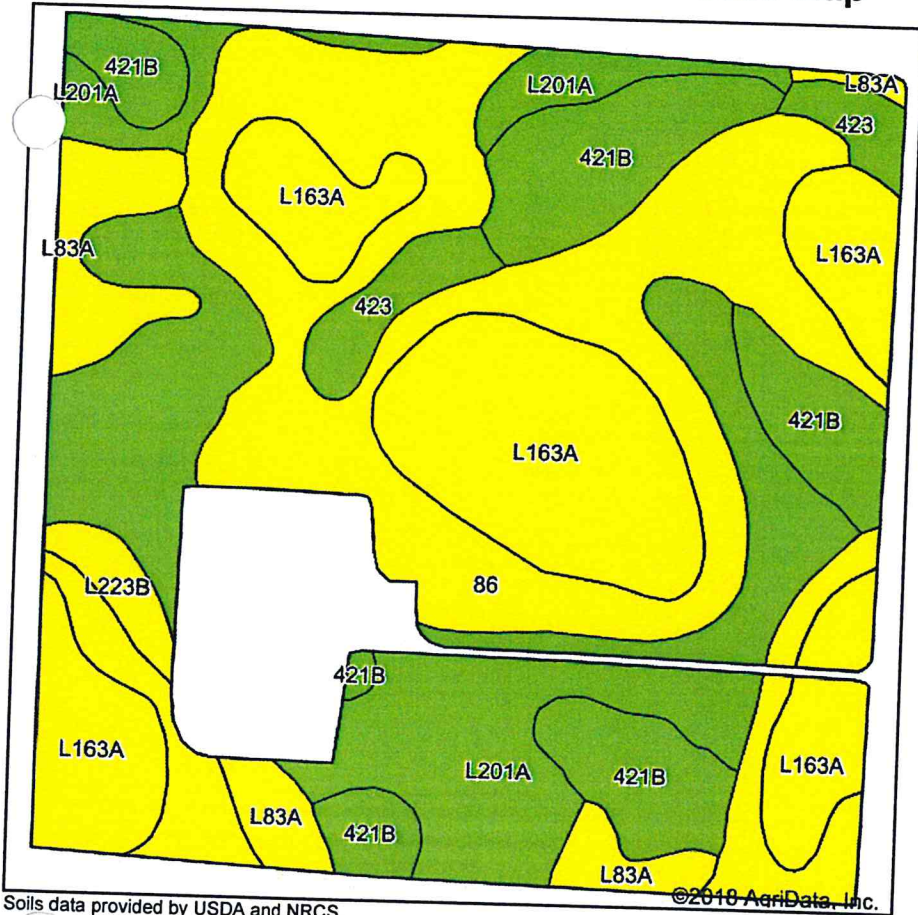 421B
L201A
L201A
L83A
423
421B
L163A
L163A
L83A
423
421B
L163A
86
L223B
421B
L163A
L201A
421B
L163A
L83A
421B
L83A
©2018 AgriData, Inc.
Soils data provided by USDA and NRCS